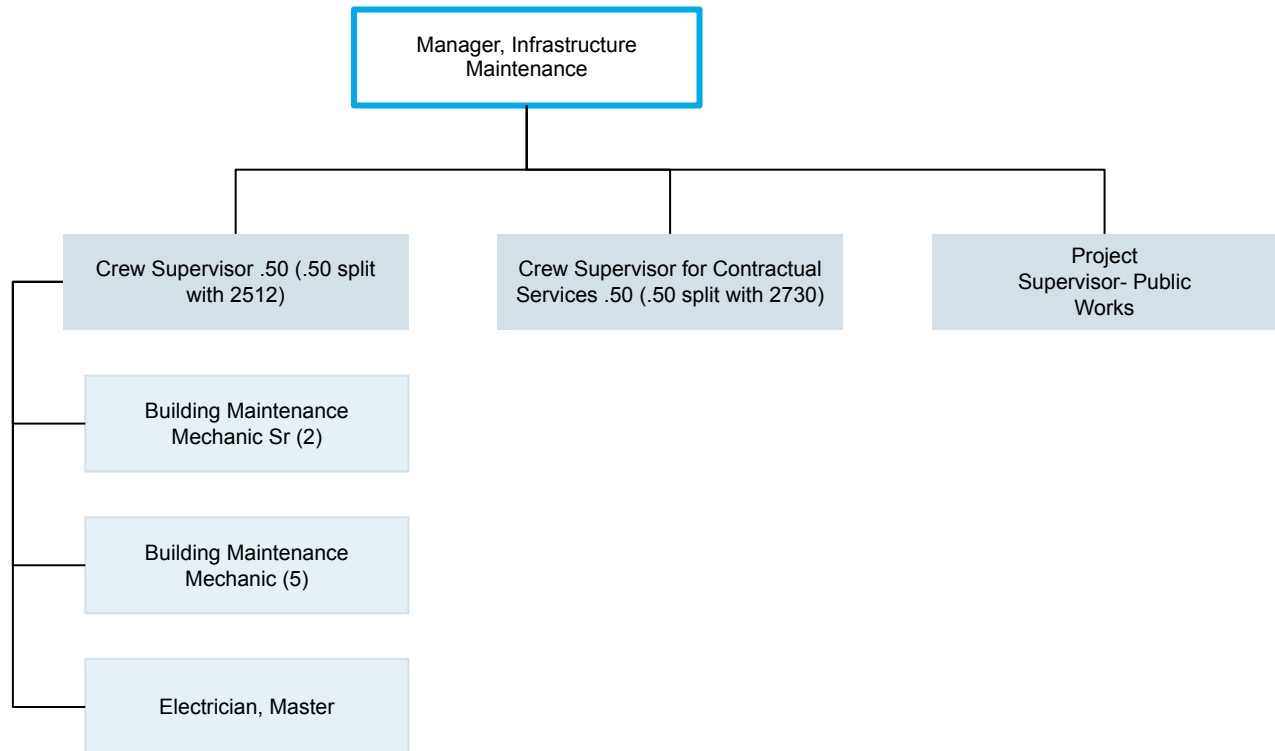 Manager, Infrastructure
Maintenance
Crew Supervisor .50 (.50 split
with 2512)
Crew Supervisor for Contractual
Services .50 (.50 split with 2730)
Project
Supervisor- Public
Works
Building Maintenance
Mechanic Sr (2)
Building Maintenance
Mechanic (5)
Electrician, Master